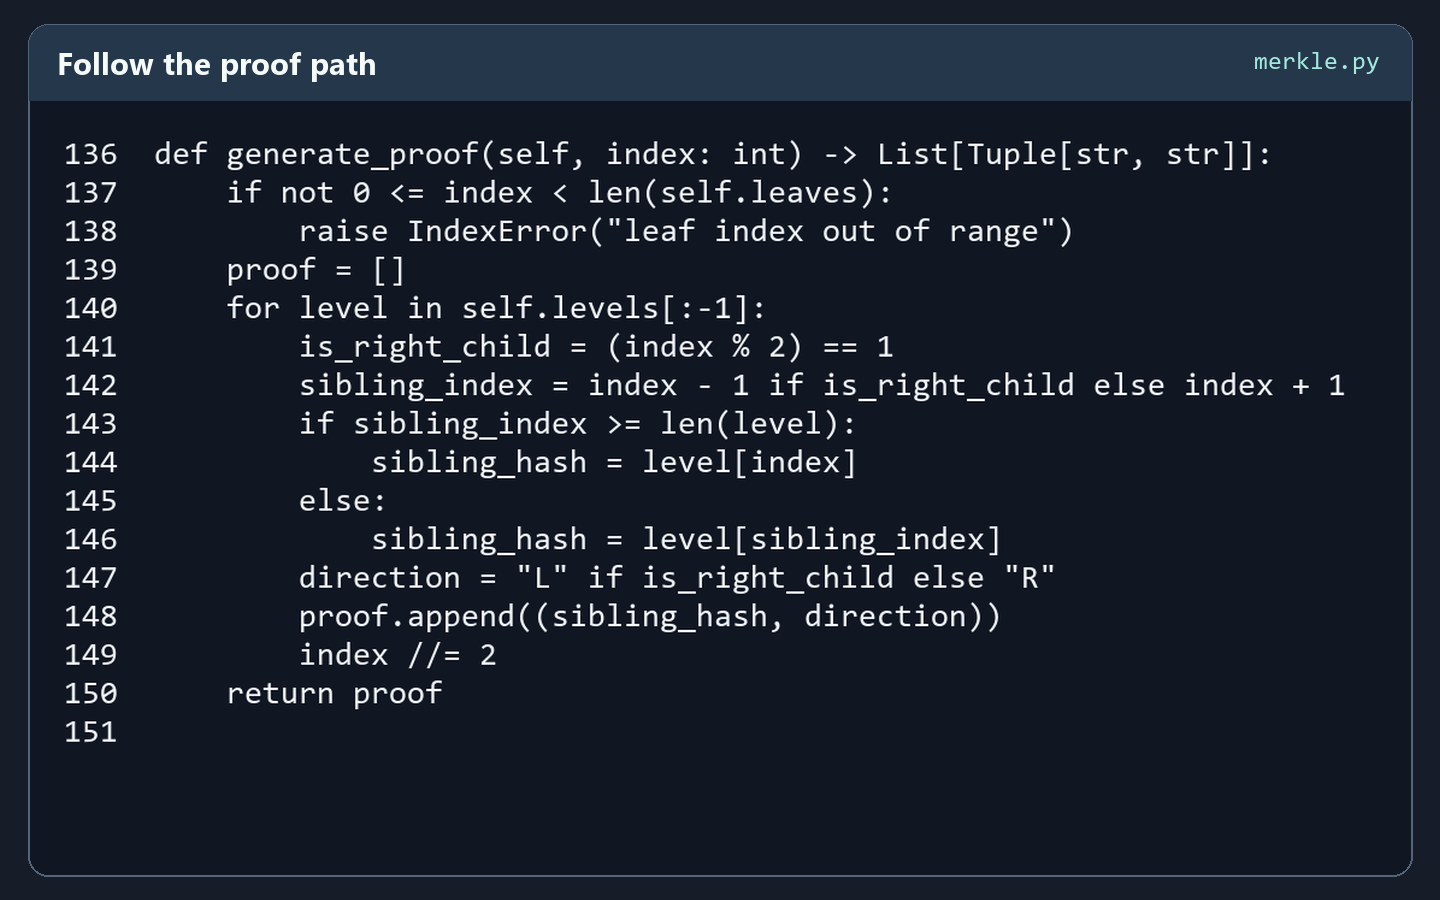 Follow the proof path
merkle.py
136  def generate_proof(self, index: int) -> List[Tuple[str, str]]:
137      if not 0 <= index < len(self.leaves):
138          raise IndexError("leaf index out of range")
139      proof = []
140      for level in self.levels[:-1]:
141          is_right_child = (index % 2) == 1
142          sibling_index = index - 1 if is_right_child else index + 1
143          if sibling_index >= len(level):
144              sibling_hash = level[index]
145          else:
146              sibling_hash = level[sibling_index]
147          direction = "L" if is_right_child else "R"
148          proof.append((sibling_hash, direction))
149          index //= 2
150      return proof
151